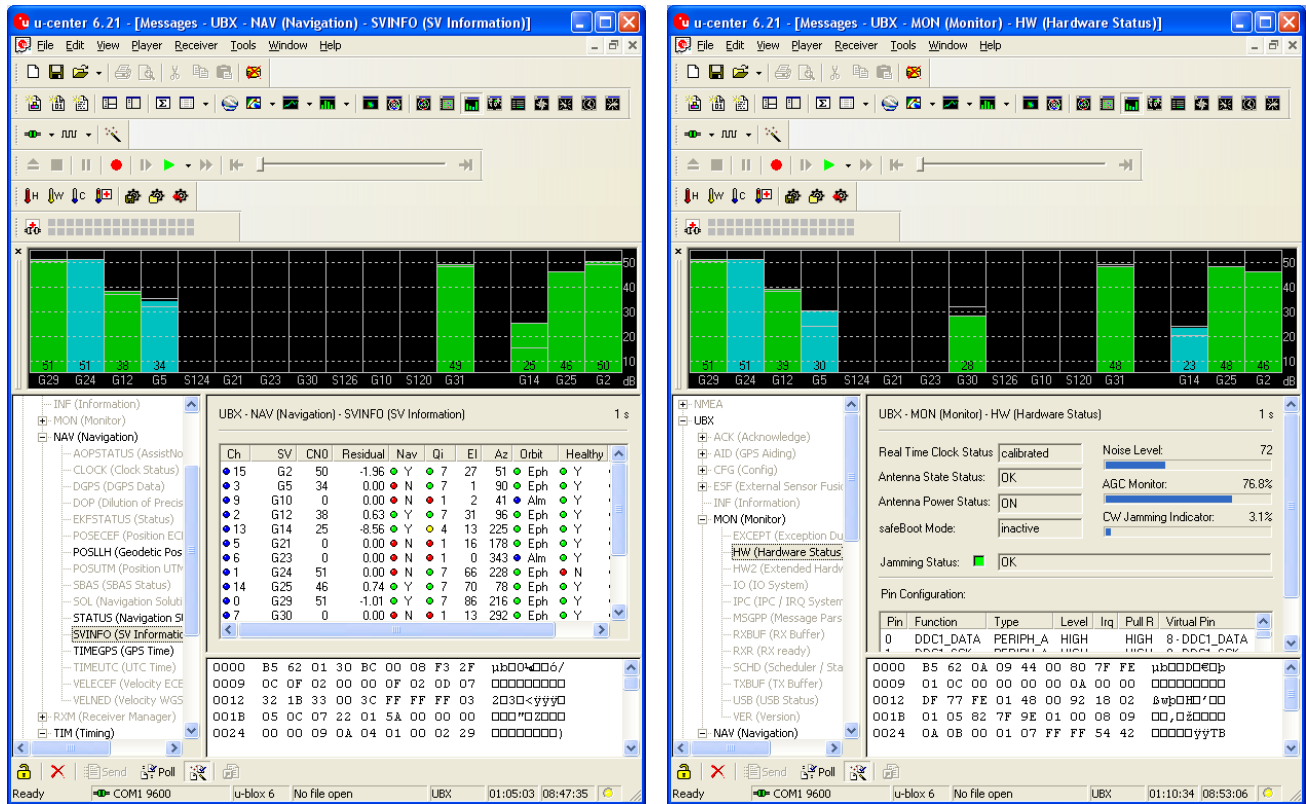 u-center 6.21 - [Messages - UBX - NAV (Navigation) - SVINFO (SV Information)]
File Edit View Player Receiver Tools Window Help
50
40
30
20
10
51 51 38 34 49 25 46 50
G29 G24 G12 G5 S124 G21 G23 G30 S126 G10 S120 G31 G14 G25 G2 dB
INF (Information)
MON (Monitor)
NAV (Navigation)
AOPSTATUS (AssistNo
CLOCK (Clock Status)
DGPS (DGPS Data)
DOP (Dilution of Precis
EKFSTATUS (Status)
POSECEF (Position ECE
POSLLH (Geodetic Pos
POSUTM (Position UTM
SBAS (SBAS Status)
SOL (Navigation Soluti
STATUS (Navigation St
SVINFO (SV Informatic
TIMEGPS (GPS Time)
TIMEUTC (UTC Time)
VELECEF (Velocity ECE
VELNED (Velocity WGS
RXM (Receiver Manager)
TIM (Timing)
UBX - NAV (Navigation) - SVINFO (SV Information) 1 s
Ch SV CN0 Residual Nav Qi El Az Orbit Healthy
15 G2 50 -1.96 Y 7 27 51 Eph Y
3 G5 34 0.00 N 7 1 90 Eph Y
9 G10 0 0.00 N 1 2 41 Alm Y
2 G12 38 0.63 Y 7 31 96 Eph Y
13 G14 25 -8.56 Y 4 13 225 Eph Y
5 G21 0 0.00 N 1 16 178 Eph Y
6 G23 0 0.00 N 1 0 343 Alm Y
1 G24 51 0.00 N 7 66 228 Eph N
14 G25 46 0.74 Y 7 70 78 Eph Y
0 G29 51 -1.01 Y 7 86 216 Eph Y
7 G30 0 0.00 N 1 13 292 Eph Y
0000 B5 62 01 30 BC 00 08 F3 2F
0009 0C 0F 02 00 00 0F 02 0D 07
0012 32 1B 33 00 3C FF FF FF 03
001B 05 0C 07 22 01 5A 00 00 00
0024 00 00 09 0A 04 01 00 02 29
Send Poll
Ready COM1 9600 u-blox 6 No file open UBX 01:05:03 08:47:35
u-center 6.21 - [Messages - UBX - MON (Monitor) - HW (Hardware Status)]
File Edit View Player Receiver Tools Window Help
50
40
30
20
10
51 51 39 30 28 48 23 48 46
G29 G24 G12 G5 S124 G21 G23 G30 S126 G10 S120 G31 G14 G25 G2 dB
NMEA
UBX
ACK (Acknowledge)
AID (GPS Aiding)
CFG (Config)
ESF (External Sensor Fusic
INF (Information)
MON (Monitor)
EXCEPT (Exception Du
HW (Hardware Status
HW2 (Extended Hardw
IO (IO System)
IPC (IPC / IRQ System
MSGPP (Message Pars
RXBUF (RX Buffer)
RXR (RX ready)
SCHD (Scheduler / Sta
TXBUF (TX Buffer)
USB (USB Status)
VER (Version)
NAV (Navigation)
UBX - MON (Monitor) - HW (Hardware Status) 1 s
Real Time Clock Status calibrated
Antenna State Status: OK
Antenna Power Status: ON
safeBoot Mode: inactive
Noise Level: 72
AGC Monitor: 76.8%
CW Jamming Indicator: 3.1%
Jamming Status: OK
Pin Configuration:
Pin Function Type Level Irq Pull R Virtual Pin
0 DDC1_DATA PERIPH_A HIGH HIGH 8 - DDC1_DATA
0000 B5 62 0A 09 44 00 80 7F FE
0009 01 0C 00 00 00 00 0A 00 00
0012 DF 77 FE 01 48 00 92 18 02
001B 01 05 82 7F 9E 01 00 08 09
0024 0A 0B 00 01 07 FF FF 54 42
Send Poll
Ready COM1 9600 u-blox 6 No file open UBX 01:10:34 08:53:06